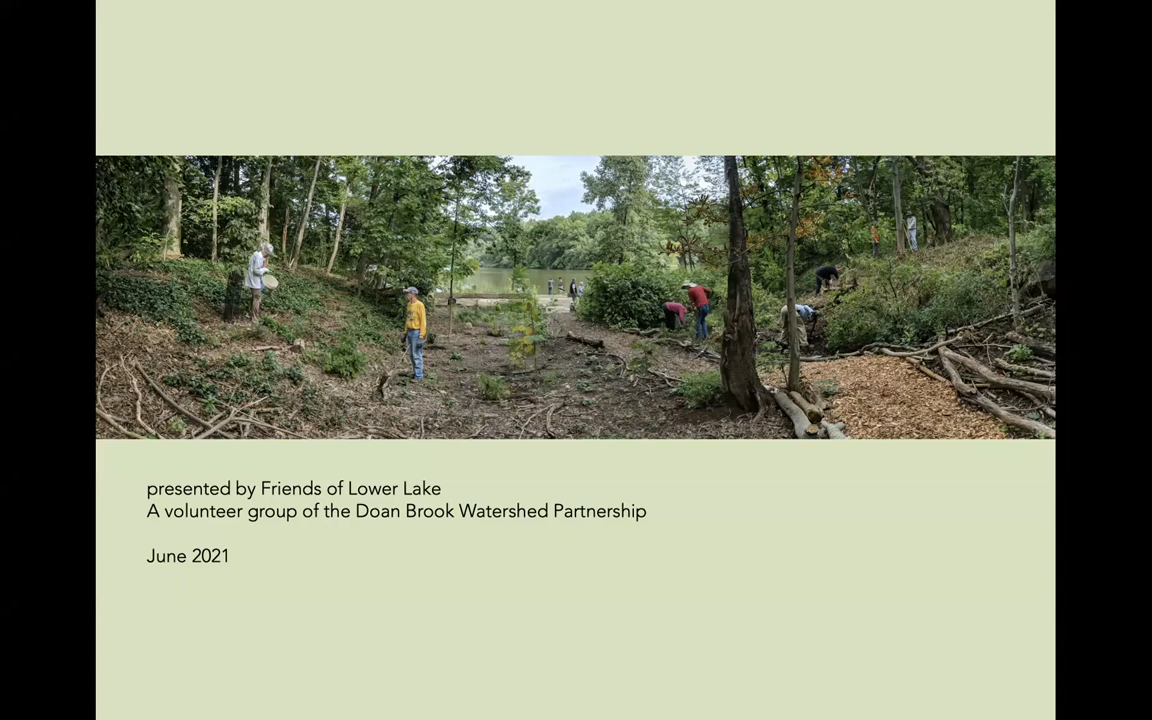 presented by Friends of Lower Lake
A volunteer group of the Doan Brook Watershed Partnership
June 2021